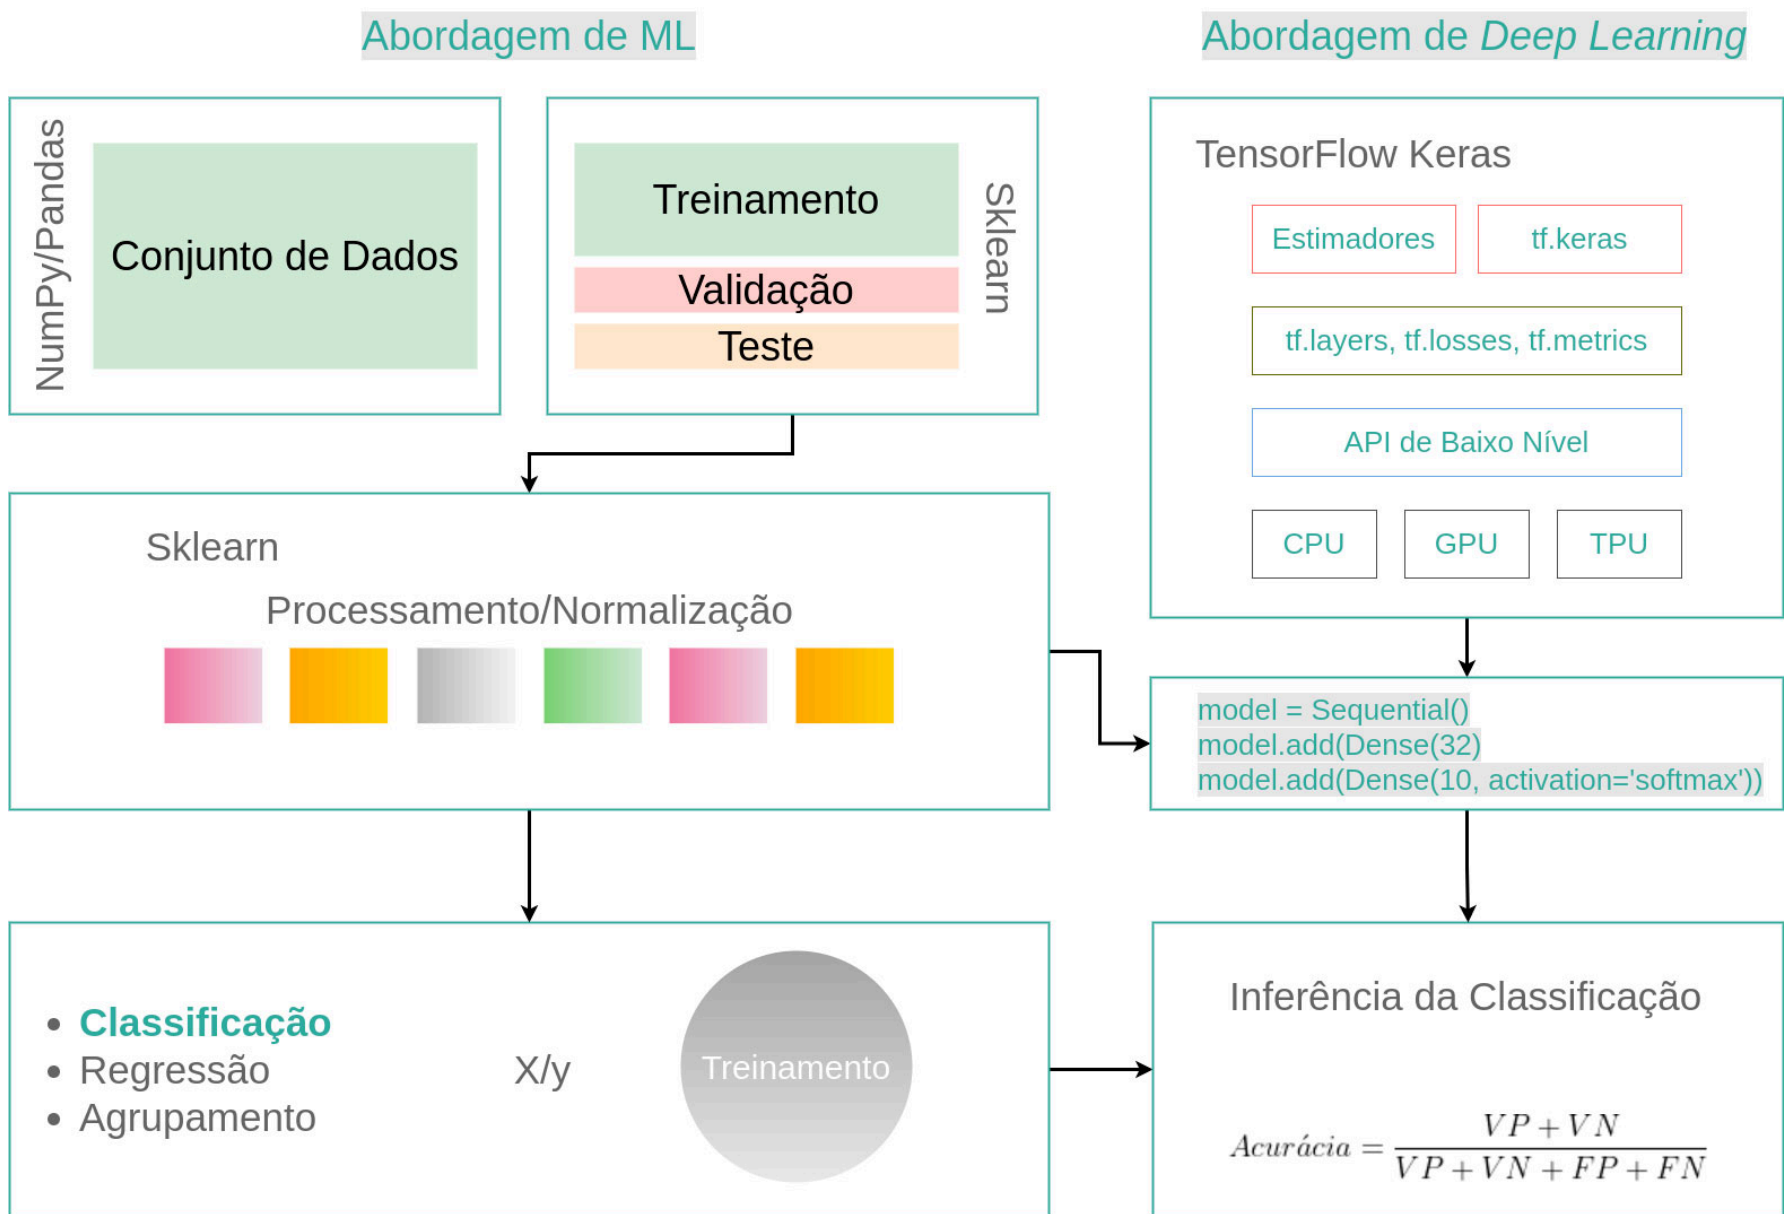 Abordagem de ML
NumPy/Pandas
Conjunto de Dados
Treinamento
Validação
Teste
Sklearn
Sklearn
Processamento/Normalização
• Classificação
• Regressão
• Agrupamento
X/y
Treinamento
Abordagem de Deep Learning
TensorFlow Keras
Estimadores
tf.keras
tf.layers, tf.losses, tf.metrics
API de Baixo Nível
CPU
GPU
TPU
model = Sequential()
model.add(Dense(32)
model.add(Dense(10, activation='softmax'))
Inferência da Classificação
Acurácia = (VP + VN) / (VP + VN + FP + FN)